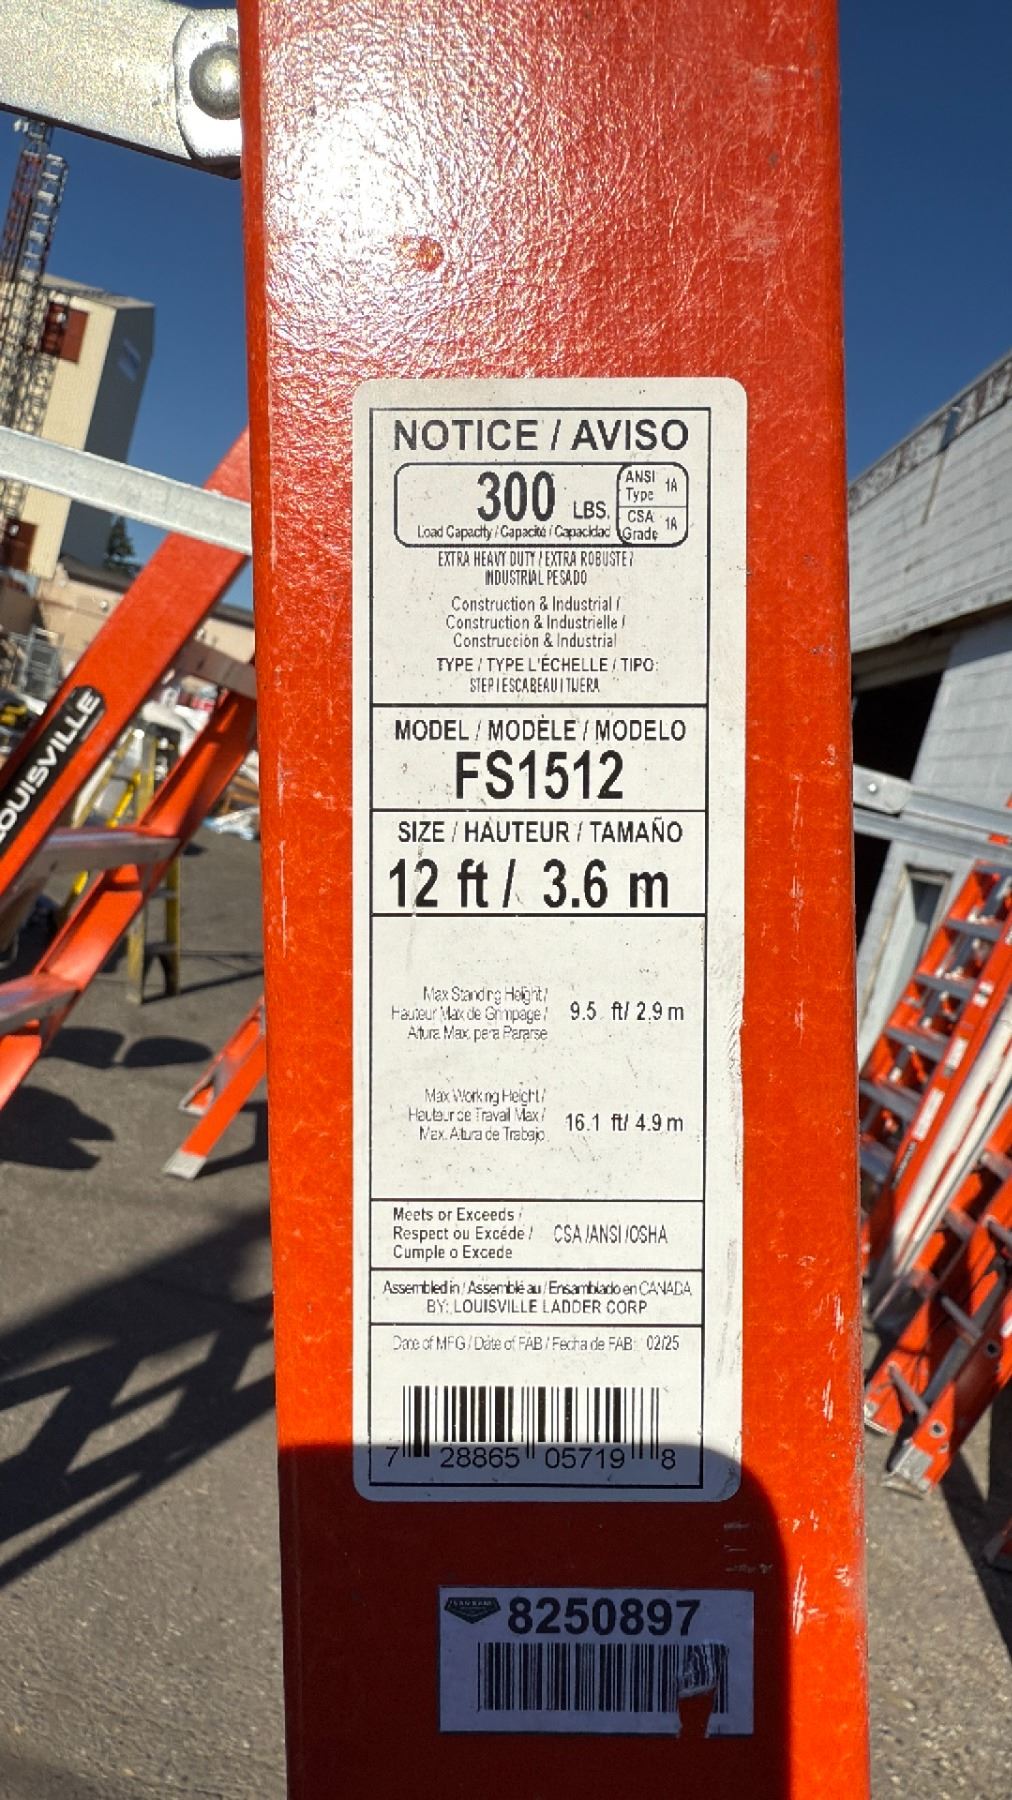 NOTICE / AVISO
300 LBS.
Load Capacity / Capacité / Capacidad
ANSI Type 1A
CSA Grade 1A
EXTRA HEAVY DUTY / EXTRA ROBUSTE /
INDUSTRIAL PESADO
Construction & Industrial /
Construction & Industrielle /
Construcción & Industrial
TYPE / TYPE L'ÉCHELLE / TIPO:
STEP / ESCABEAU / TIJERA
MODEL / MODÈLE / MODELO
FS1512
SIZE / HAUTEUR / TAMAÑO
12 ft / 3.6 m
Max Standing Height /
Hauteur Max de Grimpage /
Altura Max. para Pararse
9.5 ft/ 2.9 m
Max Working Height /
Hauteur de Travail Max /
Max. Altura de Trabajo
16.1 ft/ 4.9 m
Meets or Exceeds /
Respect ou Excéde /
Cumple o Excede
CSA /ANSI /OSHA
Assembled in / Assemblé au / Ensamblado en CANADA
BY: LOUISVILLE LADDER CORP
Date of MFG / Date of FAB / Fecha de FAB: 02/25
7 28865 05719 8
8250897
LOUISVILLE